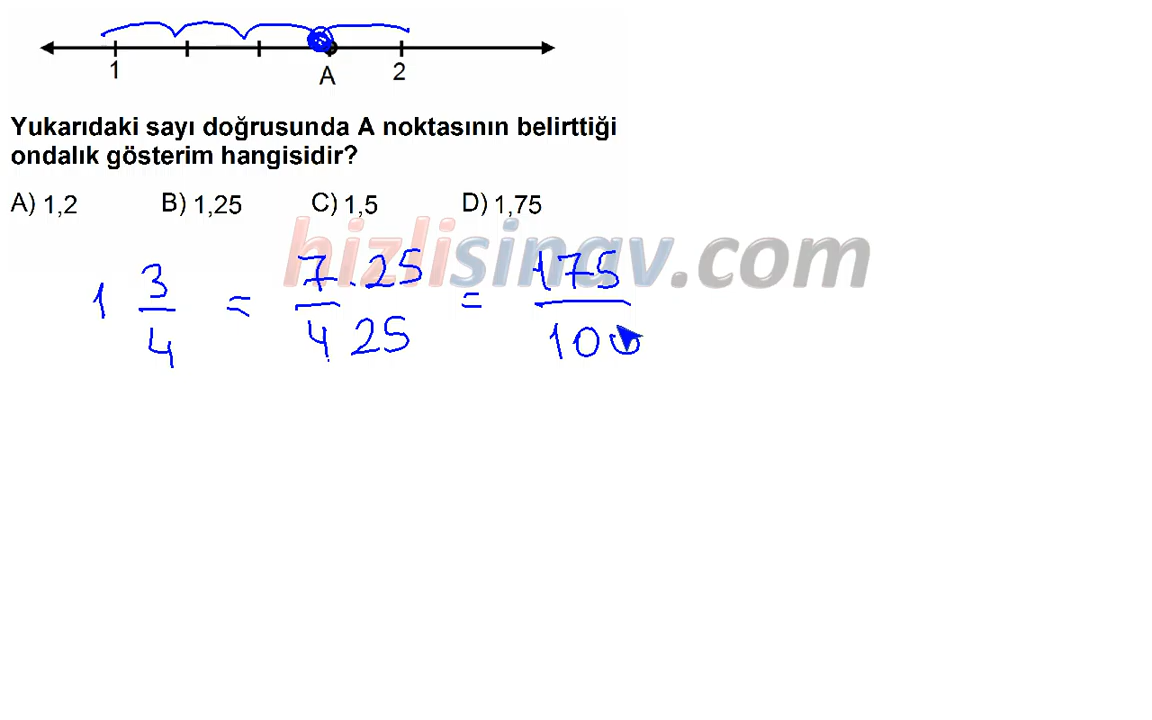 1 A 2
Yukarıdaki sayı doğrusunda A noktasının belirttiği
ondalık gösterim hangisidir?
A) 1,2 B) 1,25 C) 1,5 D) 1,75
hizlisinav.com
1 3/4 = 7.25/4.25 = 175/100